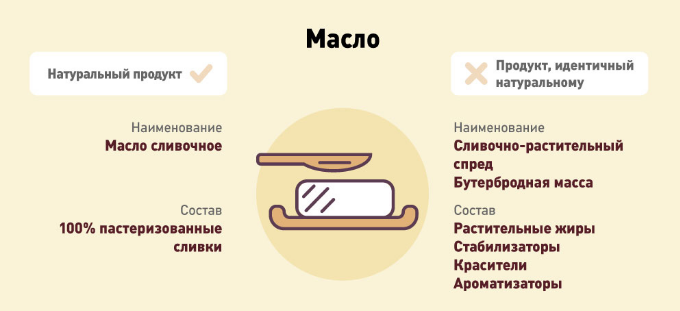 Масло
Натуральный продукт
Продукт, идентичный
натуральному
Наименование
Масло сливочное
Состав
100% пастеризованные
сливки
Наименование
Сливочно-растительный
спред
Бутербродная масса
Состав
Растительные жиры
Стабилизаторы
Красители
Ароматизаторы